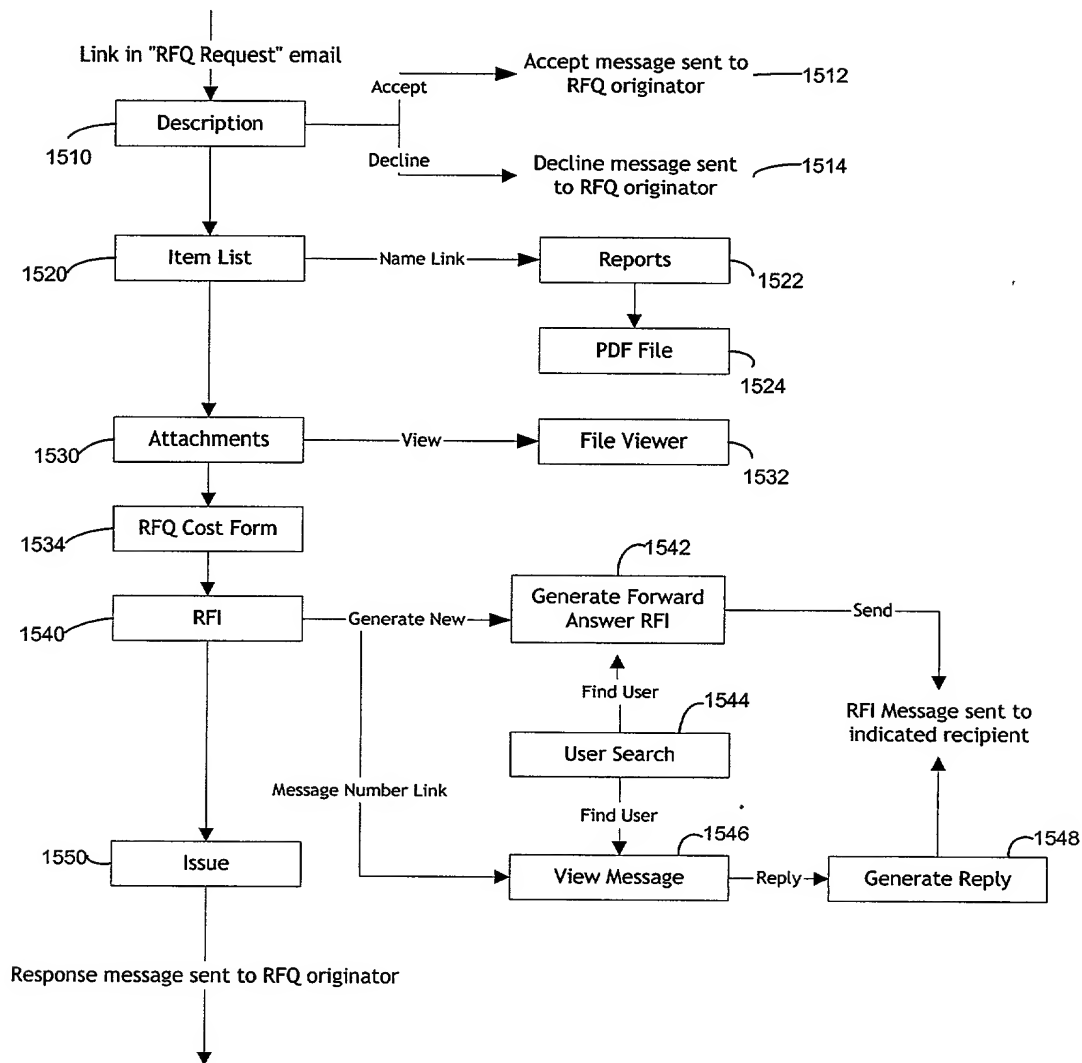 Link in "RFQ Request" email
Accept
Accept message sent to
RFQ originator
1512
Description
1510
Decline
Decline message sent
to RFQ originator
1514
Item List
1520
Name Link
Reports
1522
PDF File
1524
Attachments
1530
View
File Viewer
1532
RFQ Cost Form
1534
1542
RFI
1540
Generate New
Generate Forward
Answer RFI
Send
Find User
1544
User Search
RFI Message sent to
indicated recipient
Message Number Link
Find User
1546
1548
1550
Issue
View Message
Reply
Generate Reply
Response message sent to RFQ originator